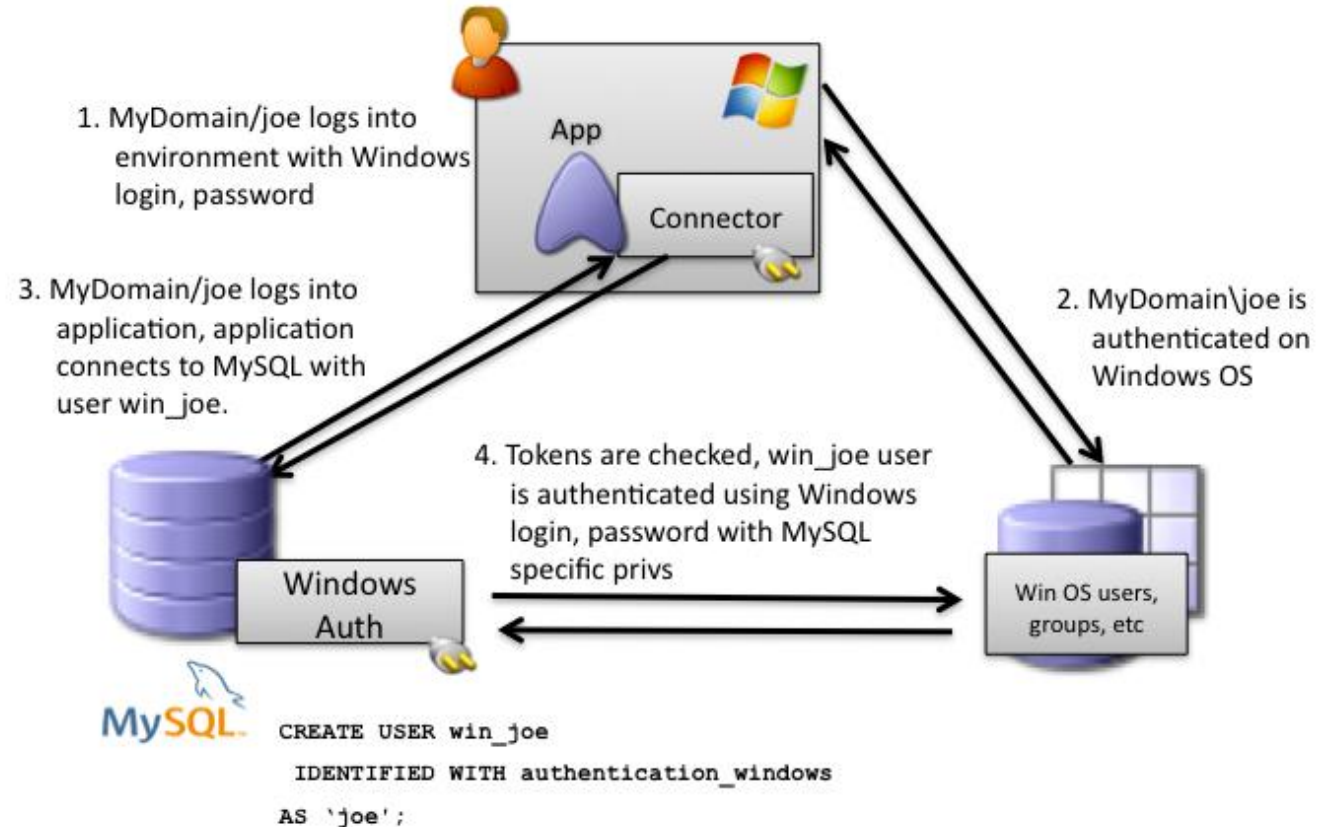 1. MyDomain/joe logs into
environment with Windows
login, password
App
Connector
3. MyDomain/joe logs into
application, application
connects to MySQL with
user win_joe.
2. MyDomain\joe is
authenticated on
Windows OS
4. Tokens are checked, win_joe user
is authenticated using Windows
login, password with MySQL
specific privs
Windows
Auth
Win OS users,
groups, etc
MySQL™
CREATE USER win_joe
IDENTIFIED WITH authentication_windows
AS `joe';